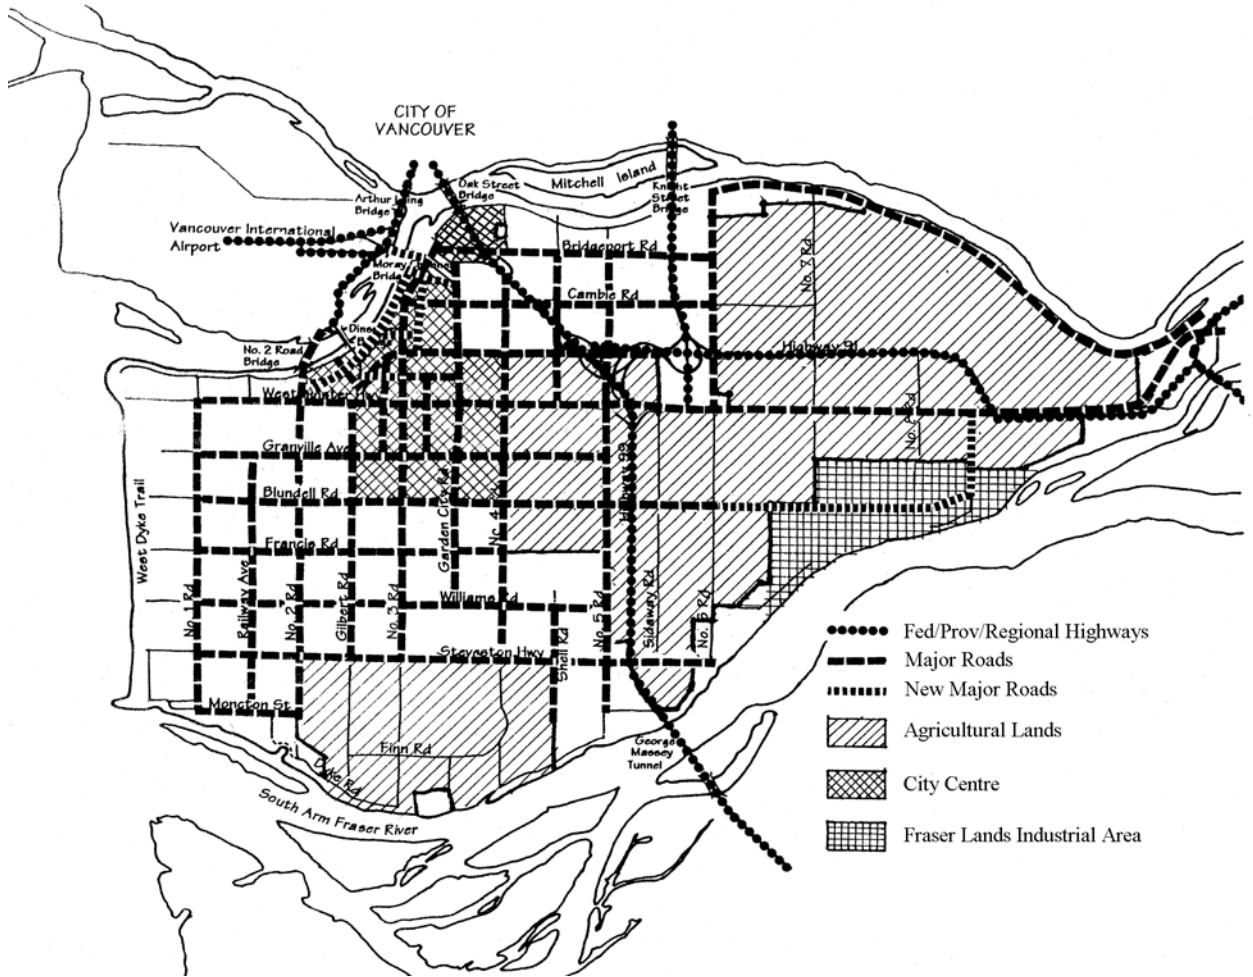 CITY OF
VANCOUVER
Oak Street
Bridge
Mitchell Island
Knight
Street
Bridge
Arthur Laing
Bridge
Vancouver International
Airport
Bridgeport Rd
Moray
Bridge
No. 7 Rd
Cambie Rd
No. 2 Road
Bridge
Highway 91
Granville Ave
No. 8 Rd
Highway 99
Blundell Rd
Garden City Rd
No. 4
West Dyke Trail
Francis Rd
No. 1 Rd
Railway Ave
No. 2 Rd
Gilbert Rd
No. 3 Rd
Williams Rd
No. 5 Rd
Sidaway Rd
No. 6 Rd
Shell Rd
Steveston Hwy
Moncton St
Finn Rd
Dyke Rd
George
Massey
Tunnel
South Arm Fraser River
Fed/Prov/Regional Highways
Major Roads
New Major Roads
Agricultural Lands
City Centre
Fraser Lands Industrial Area